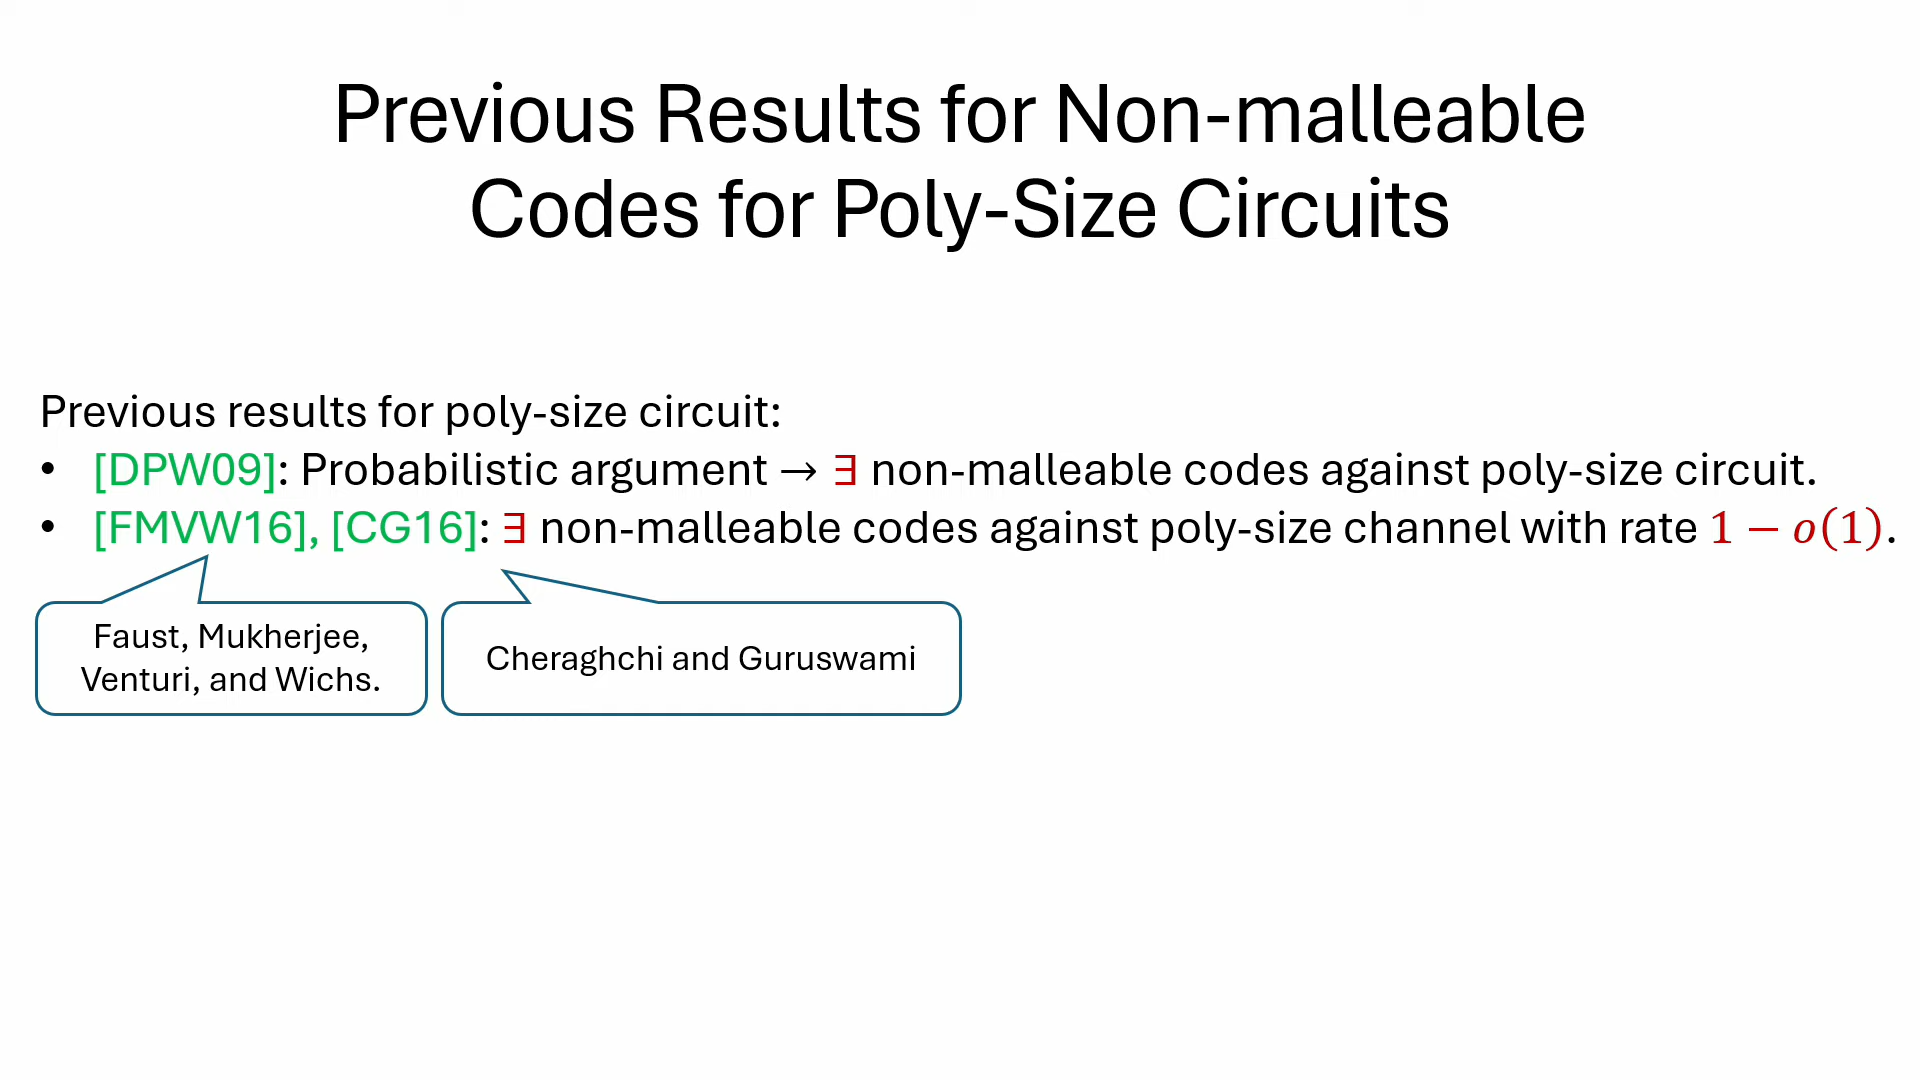 Previous Results for Non-malleable
Codes for Poly-Size Circuits
Previous results for poly-size circuit:
• [DPW09]: Probabilistic argument → ∃ non-malleable codes against poly-size circuit.
• [FMVW16], [CG16]: ∃ non-malleable codes against poly-size channel with rate 1 − o(1).
Faust, Mukherjee,
Venturi, and Wichs.
Cheraghchi and Guruswami